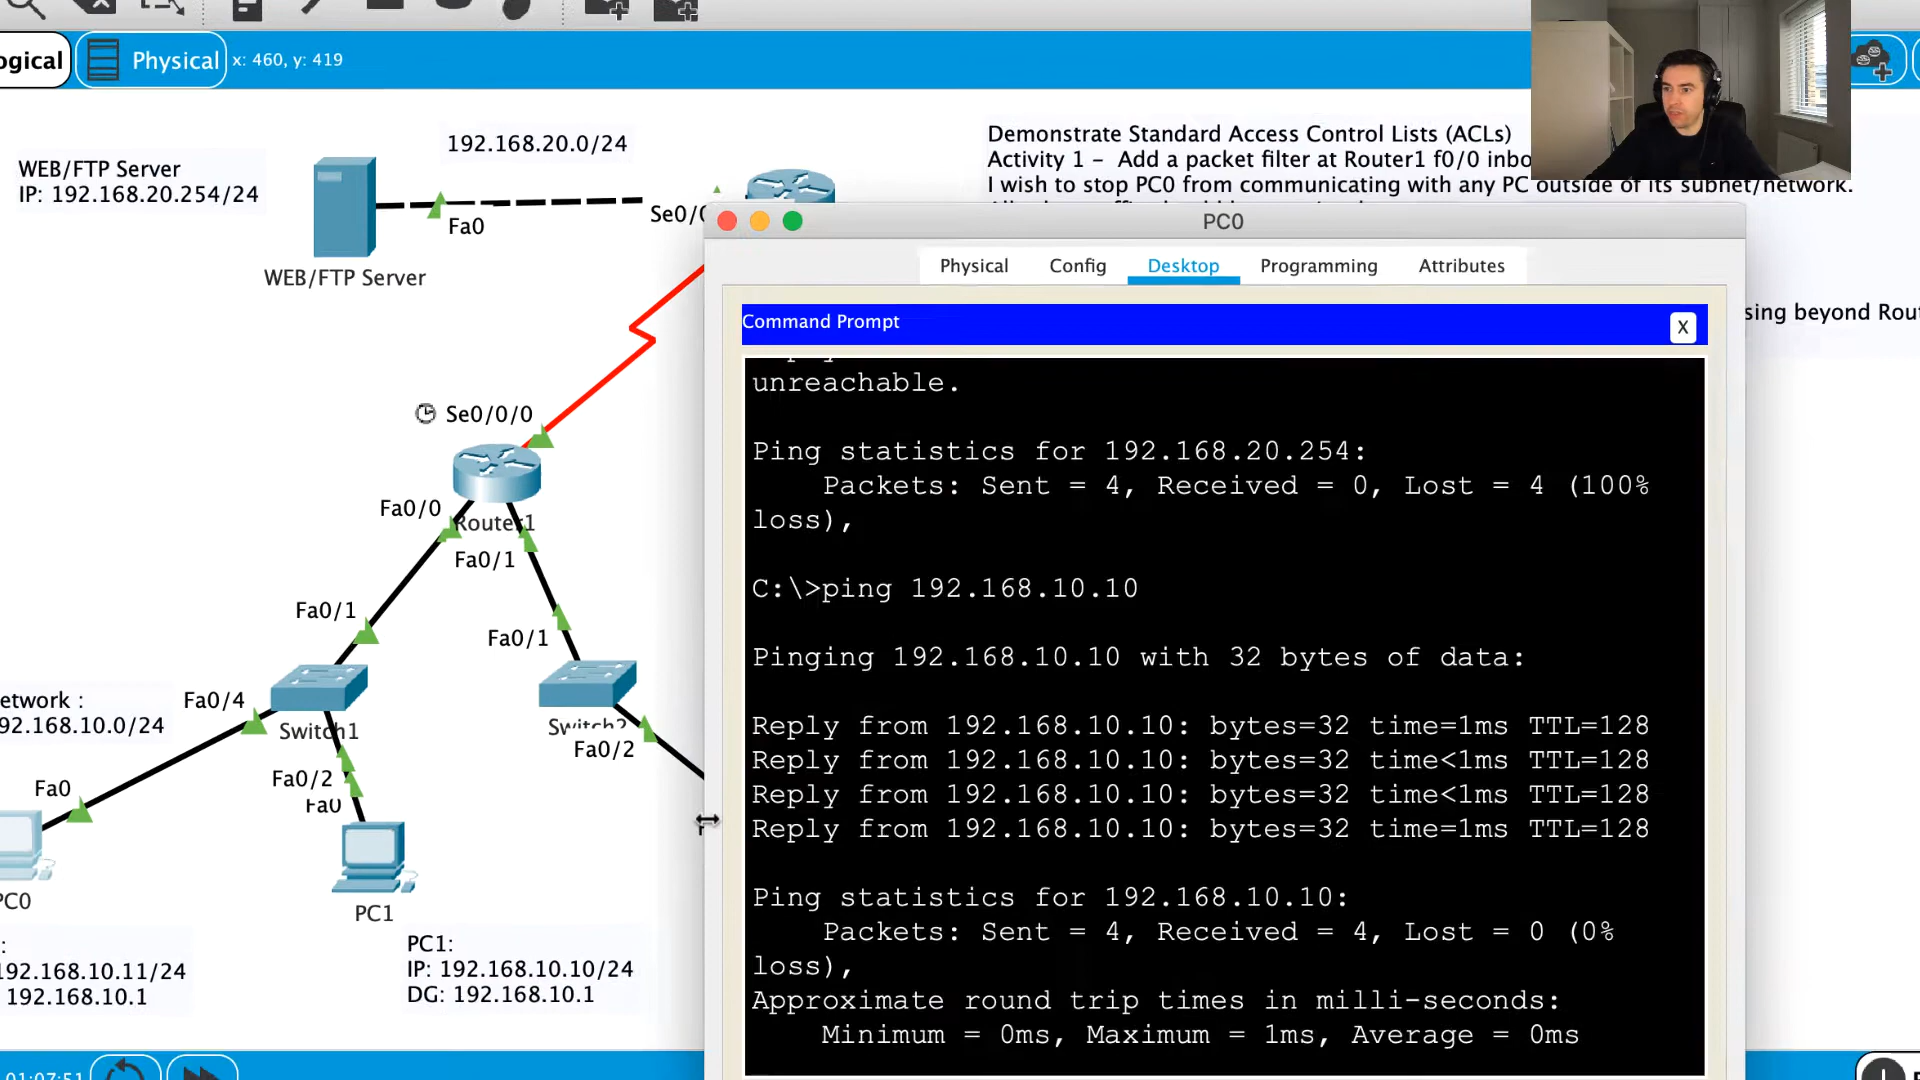 ogical
Physical
x: 460, y: 419
192.168.20.0/24
WEB/FTP Server
IP: 192.168.20.254/24
Fa0
WEB/FTP Server
Demonstrate Standard Access Control Lists (ACLs)
Activity 1 – Add a packet filter at Router1 f0/0 inbo
I wish to stop PC0 from communicating with any PC outside of its subnet/network.
Se0/0
sing beyond Rou
Se0/0/0
Fa0/0
Router1
Fa0/1
Fa0/1
Fa0/1
etwork :
92.168.10.0/24
Fa0/4
Switch1
Switch2
Fa0/2
Fa0
Fa0/2
Fa0
PC0
PC1
:
192.168.10.11/24
192.168.10.1
PC1:
IP: 192.168.10.10/24
DG: 192.168.10.1
01:07:51
PC0
Physical
Config
Desktop
Programming
Attributes
Command Prompt
X
unreachable.
Ping statistics for 192.168.20.254:
Packets: Sent = 4, Received = 0, Lost = 4 (100%
loss),
C:\>ping 192.168.10.10
Pinging 192.168.10.10 with 32 bytes of data:
Reply from 192.168.10.10: bytes=32 time=1ms TTL=128
Reply from 192.168.10.10: bytes=32 time<1ms TTL=128
Reply from 192.168.10.10: bytes=32 time<1ms TTL=128
Reply from 192.168.10.10: bytes=32 time=1ms TTL=128
Ping statistics for 192.168.10.10:
Packets: Sent = 4, Received = 4, Lost = 0 (0%
loss),
Approximate round trip times in milli-seconds:
Minimum = 0ms, Maximum = 1ms, Average = 0ms